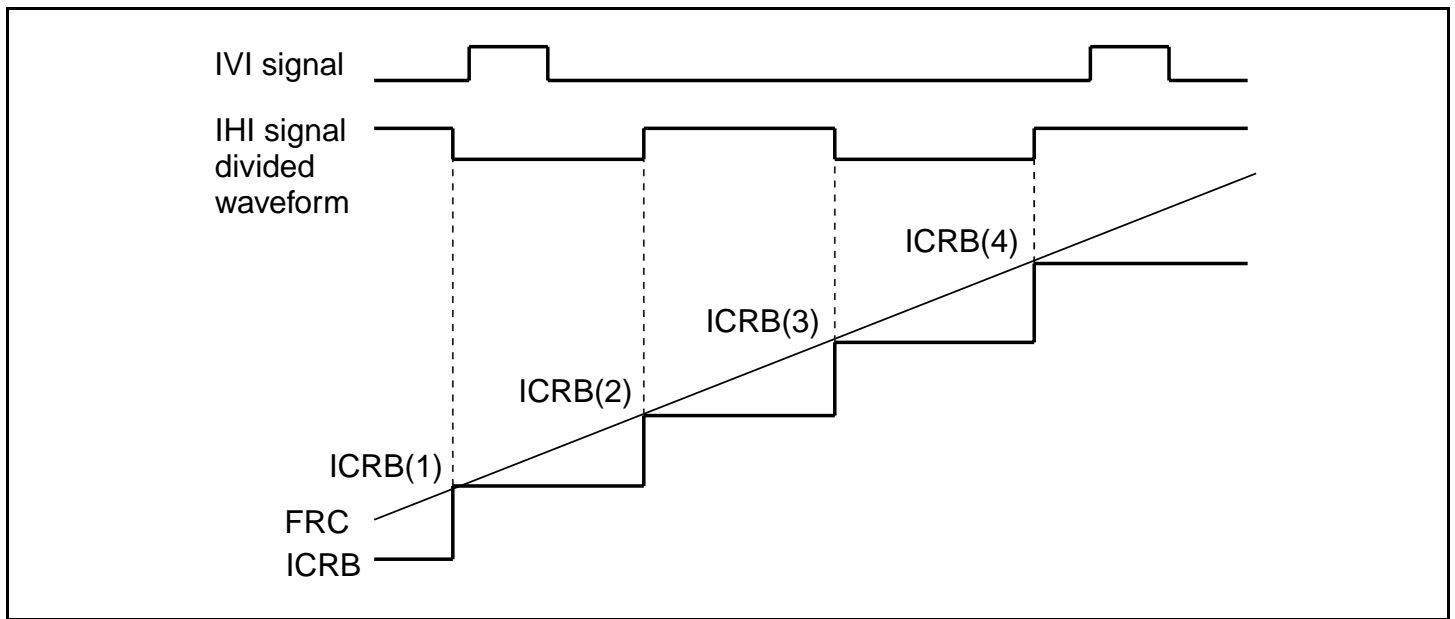 IVI signal
IHI signal
divided
waveform
ICRB(4)
ICRB(3)
ICRB(2)
ICRB(1)
FRC
ICRB